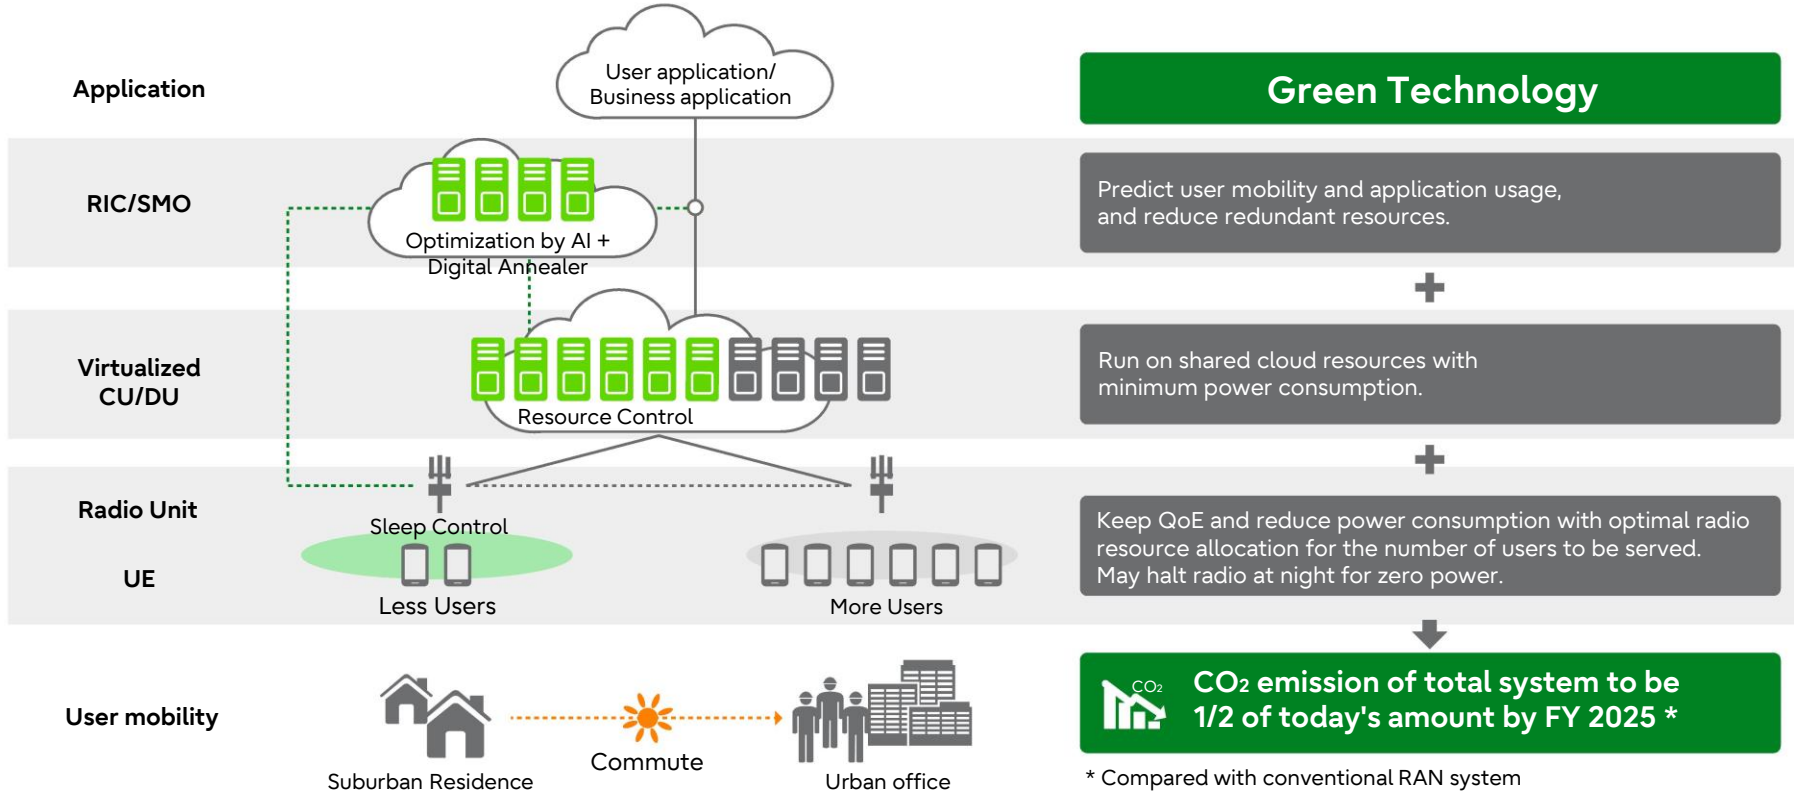 Application
User application/
Business application
Green Technology
RIC/SMO
Optimization by AI +
Digital Annealer
Predict user mobility and application usage,
and reduce redundant resources.
Virtualized
CU/DU
Resource Control
Run on shared cloud resources with
minimum power consumption.
Radio Unit
Sleep Control
UE
Less Users
More Users
Keep QoE and reduce power consumption with optimal radio
resource allocation for the number of users to be served.
May halt radio at night for zero power.
User mobility
Suburban Residence
Commute
Urban office
CO₂
CO₂ emission of total system to be
1/2 of today's amount by FY 2025 *
* Compared with conventional RAN system